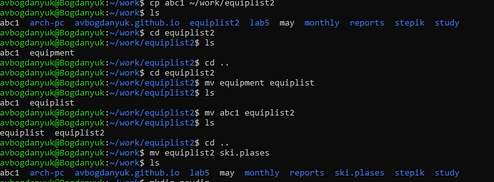 avbogdanyuk@Bogdanyuk:~/work$ cp abc1 ~/work/equiplist2
avbogdanyuk@Bogdanyuk:~/work$ ls
abc1 arch-pc avbogdanyuk.github.io equiplist2 lab5 may monthly reports stepik study
avbogdanyuk@Bogdanyuk:~/work$ cd equiplist2
avbogdanyuk@Bogdanyuk:~/work/equiplist2$ ls
abc1 equipment
avbogdanyuk@Bogdanyuk:~/work/equiplist2$ cd ..
avbogdanyuk@Bogdanyuk:~/work$ cd equiplist2
avbogdanyuk@Bogdanyuk:~/work/equiplist2$ mv equipment equiplist
avbogdanyuk@Bogdanyuk:~/work/equiplist2$ ls
abc1 equiplist
avbogdanyuk@Bogdanyuk:~/work/equiplist2$ mv abc1 equiplist2
avbogdanyuk@Bogdanyuk:~/work/equiplist2$ ls
equiplist equiplist2
avbogdanyuk@Bogdanyuk:~/work/equiplist2$ cd ..
avbogdanyuk@Bogdanyuk:~/work$ mv equiplist2 ski.plases
avbogdanyuk@Bogdanyuk:~/work$ ls
abc1 arch-pc avbogdanyuk.github.io lab5 may monthly reports ski.plases stepik study